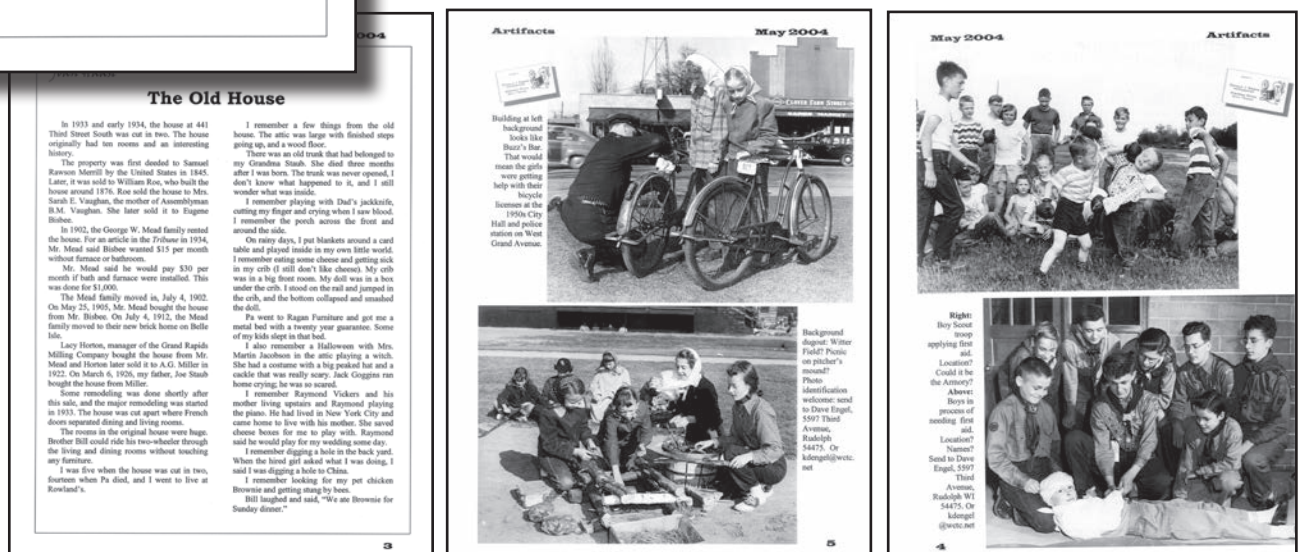 004
The Old House
In 1933 and early 1934, the house at 441
Third Street South was cut in two. The house
originally had ten rooms and an interesting
history.
The property was first deeded to Samuel
Rawson Merrill by the United States in 1845.
Later, it was sold to William Roe, who built the
house around 1876. Roe sold the house to Mrs.
Sarah E. Vaughan, the mother of Assemblyman
B.M. Vaughan. She later sold it to Eugene
Bisbee.
In 1902, the George W. Mead family rented
the house. For an article in the Tribune in 1934,
Mr. Mead said Bisbee wanted $15 per month
without furnace or bathroom.
Mr. Mead said he would pay $30 per
month if bath and furnace were installed. This
was done for $1,000.
The Mead family moved in, July 4, 1902.
On May 25, 1905, Mr. Mead bought the house
from Mr. Bisbee. On July 4, 1912, the Mead
family moved to their new brick home on Belle
Isle.
Lacy Horton, manager of the Grand Rapids
Milling Company bought the house from Mr.
Mead and Horton later sold it to A.G. Miller in
1922. On March 6, 1926, my father, Joe Staub
bought the house from Miller.
Some remodeling was done shortly after
this sale, and the major remodeling was started
in 1933. The house was cut apart where French
doors separated dining and living rooms.
The rooms in the original house were huge.
Brother Bill could ride his two-wheeler through
the living and dining rooms without touching
any furniture.
I was five when the house was cut in two,
fourteen when Pa died, and I went to live at
Rowland's.
I remember a few things from the old
house. The attic was large with finished steps
going up, and a wood floor.
There was an old trunk that had belonged to
my Grandma Staub. She died three months
after I was born. The trunk was never opened, I
don't know what happened to it, and I still
wonder what was inside.
I remember playing with Dad's jackknife,
cutting my finger and crying when I saw blood.
I remember the porch across the front and
around the side.
On rainy days, I put blankets around a card
table and played inside in my own little world.
I remember eating some cheese and getting sick
in my crib (I still don't like cheese). My crib
was in a big front room. My doll was in a box
under the crib. I stood on the rail and jumped in
the crib, and the bottom collapsed and smashed
the doll.
Pa went to Ragan Furniture and got me a
metal bed with a twenty year guarantee. Some
of my kids slept in that bed.
I also remember a Halloween with Mrs.
Martin Jacobson in the attic playing a witch.
She had a costume with a big peaked hat and a
cackle that was really scary. Jack Goggins ran
home crying; he was so scared.
I remember Raymond Vickers and his
mother living upstairs and Raymond playing
the piano. He had lived in New York City and
came home to live with his mother. She saved
cheese boxes for me to play with. Raymond
said he would play for my wedding some day.
I remember digging a hole in the back yard.
When the hired girl asked what I was doing, I
said I was digging a hole to China.
I remember looking for my pet chicken
Brownie and getting stung by bees.
Bill laughed and said, "We ate Brownie for
Sunday dinner."
3
Artifacts
May 2004
CLOVER FARM STORES
Building at left
background
looks like
Buzz's Bar.
That would
mean the girls
were getting
help with their
bicycle
licenses at the
1950s City
Hall and police
station on West
Grand Avenue.
Background
dugout: Witter
Field? Picnic
on pitcher's
mound?
Photo
identification
welcome: send
to Dave Engel,
5597 Third
Avenue,
Rudolph
54475. Or
kdengel@wctc.
net
5
May 2004
Artifacts
Right:
Boy Scout
troop
applying first
aid.
Location?
Could it be
the Armory?
Above:
Boys in
process of
needing first
aid.
Location?
Names?
Send to Dave
Engel, 5597
Third
Avenue,
Rudolph WI
54475. Or
kdengel
@wctc.net
4